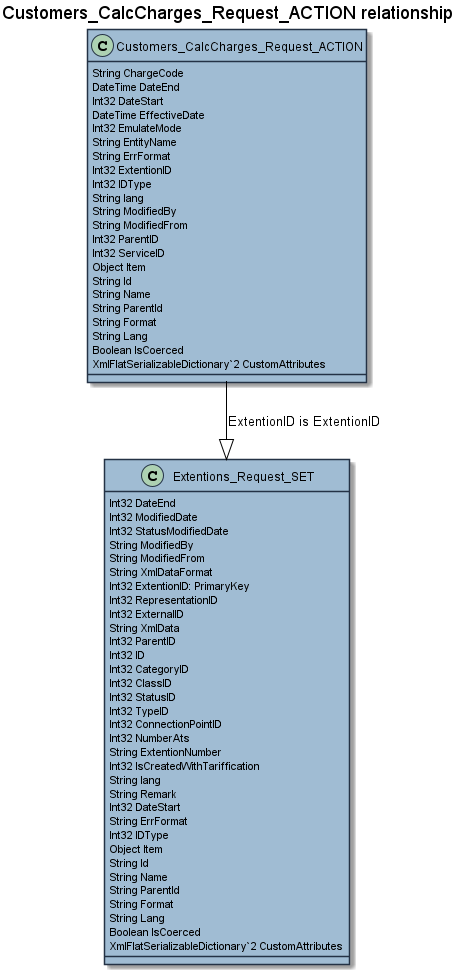 Customers_CalcCharges_Request_ACTION relationship
C Customers_CalcCharges_Request_ACTION
String ChargeCode
DateTime DateEnd
Int32 DateStart
DateTime EffectiveDate
Int32 EmulateMode
String EntityName
String ErrFormat
Int32 ExtentionID
Int32 IDType
String lang
String ModifiedBy
String ModifiedFrom
Int32 ParentID
Int32 ServiceID
Object Item
String Id
String Name
String ParentId
String Format
String Lang
Boolean IsCoerced
XmlFlatSerializableDictionary`2 CustomAttributes
ExtentionID is ExtentionID
C Extentions_Request_SET
Int32 DateEnd
Int32 ModifiedDate
Int32 StatusModifiedDate
String ModifiedBy
String ModifiedFrom
String XmlDataFormat
Int32 ExtentionID: PrimaryKey
Int32 RepresentationID
Int32 ExternalID
String XmlData
Int32 ParentID
Int32 ID
Int32 CategoryID
Int32 ClassID
Int32 StatusID
Int32 TypeID
Int32 ConnectionPointID
Int32 NumberAts
String ExtentionNumber
Int32 IsCreatedWithTariffication
String lang
String Remark
Int32 DateStart
String ErrFormat
Int32 IDType
Object Item
String Id
String Name
String ParentId
String Format
String Lang
Boolean IsCoerced
XmlFlatSerializableDictionary`2 CustomAttributes